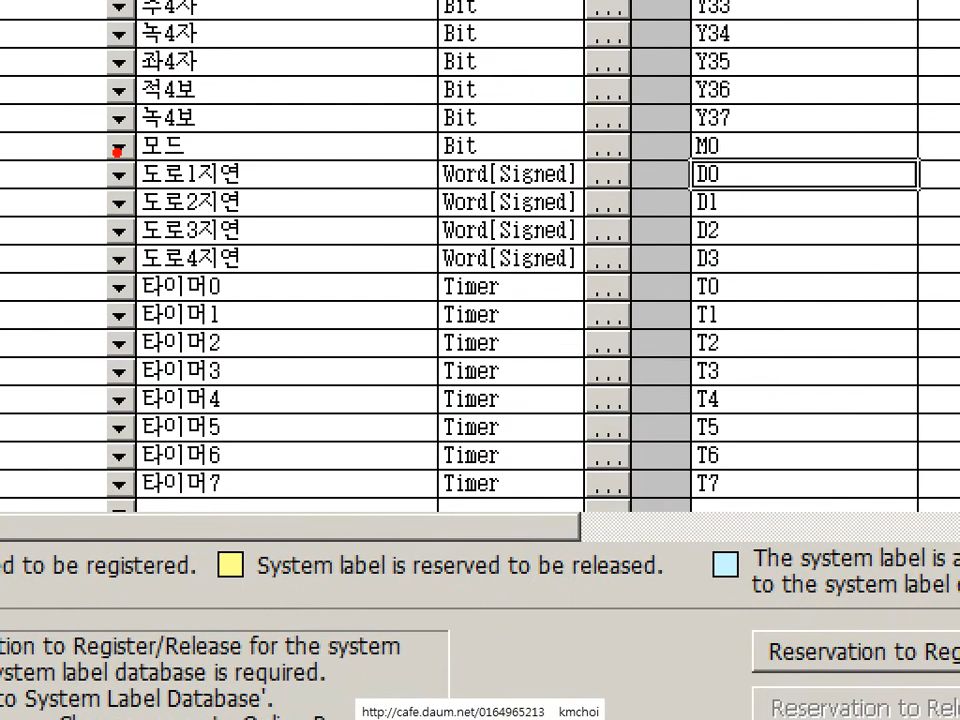 주4자 Bit ... Y33
녹4자 Bit ... Y34
좌4자 Bit ... Y35
적4보 Bit ... Y36
녹4보 Bit ... Y37
모드 Bit ... M0
도로1지연 Word[Signed] ... D0
도로2지연 Word[Signed] ... D1
도로3지연 Word[Signed] ... D2
도로4지연 Word[Signed] ... D3
타이머0 Timer ... T0
타이머1 Timer ... T1
타이머2 Timer ... T2
타이머3 Timer ... T3
타이머4 Timer ... T4
타이머5 Timer ... T5
타이머6 Timer ... T6
타이머7 Timer ... T7
ed to be registered. System label is reserved to be released. The system label is a
to the system label
tion to Register/Release for the system
ystem label database is required.
to System Label Database'.
Reservation to Reg
Reservation to Rel
http://cafe.daum.net/0164965213 kmchoi